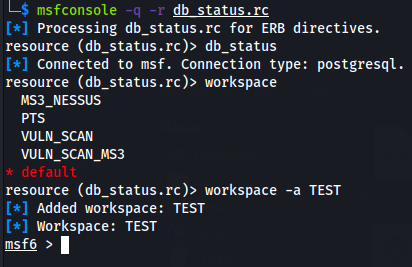 $ msfconsole -q -r db_status.rc
[*] Processing db_status.rc for ERB directives.
resource (db_status.rc)> db_status
[*] Connected to msf. Connection type: postgresql.
resource (db_status.rc)> workspace
  MS3_NESSUS
  PTS
  VULN_SCAN
  VULN_SCAN_MS3
* default
resource (db_status.rc)> workspace -a TEST
[*] Added workspace: TEST
[*] Workspace: TEST
msf6 >